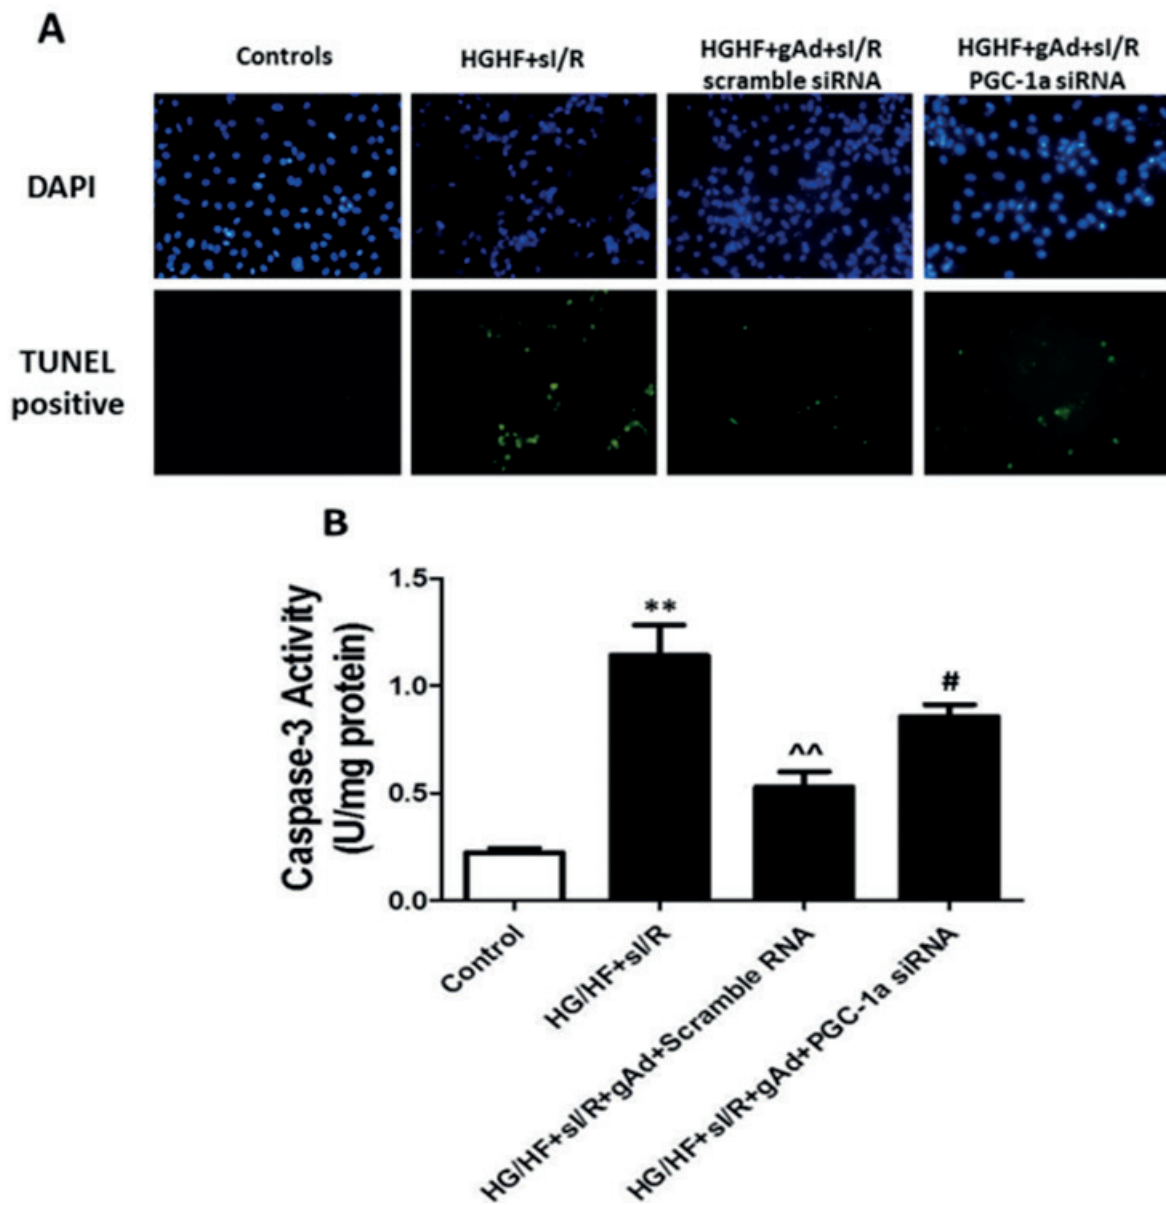 A
Controls
HGHF+sI/R
HGHF+gAd+sI/R
scramble siRNA
HGHF+gAd+sI/R
PGC-1a siRNA
DAPI
TUNEL
positive
B
Caspase-3 Activity
(U/mg protein)
1.5
1.0
0.5
0.0
**
^^
#
Control
HG/HF+sI/R
HG/HF+sI/R+gAd+Scramble RNA
HG/HF+sI/R+gAd+PGC-1a siRNA